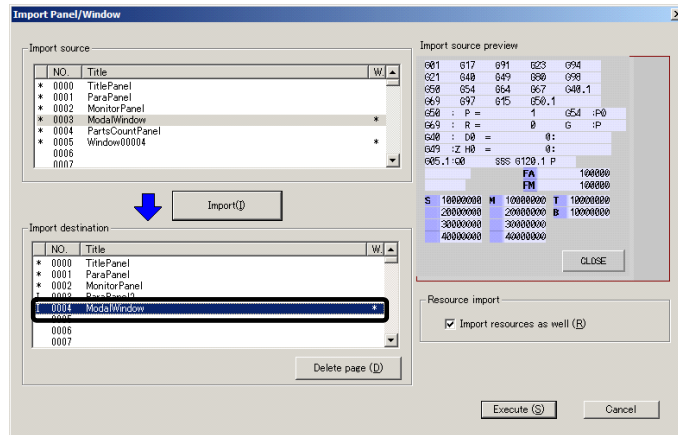 Import Panel/Window
Import source
NO. Title W.
* 0000 TitlePanel
* 0001 ParaPanel
* 0002 MonitorPanel
* 0003 ModalWindow *
* 0004 PartsCountPanel
* 0005 Window00004 *
0006
0007
Import(I)
Import destination
NO. Title W.
* 0000 TitlePanel
* 0001 ParaPanel
* 0002 MonitorPanel
I 0003 ParaPanel2
I 0004 ModalWindow *
0005
0006
0007
Delete page (D)
Import source preview
G01 G17 G91 G23 G94
G21 G40 G49 G80 G98
G50 G54 G64 G67 G40.1
G69 G97 G15 G50.1
G50 : P = 1 G54 :P0
G69 : R = 0 G :P
G40 : D0 = 0:
G49 :Z H0 = 0:
G05.1:Q0 SSS G120.1 P
FA 100000
FM 100000
S 10000000 M 10000000 T 10000000
20000000 20000000 B 10000000
30000000 30000000
40000000 40000000
CLOSE
Resource import
Import resources as well (R)
Execute (S) Cancel